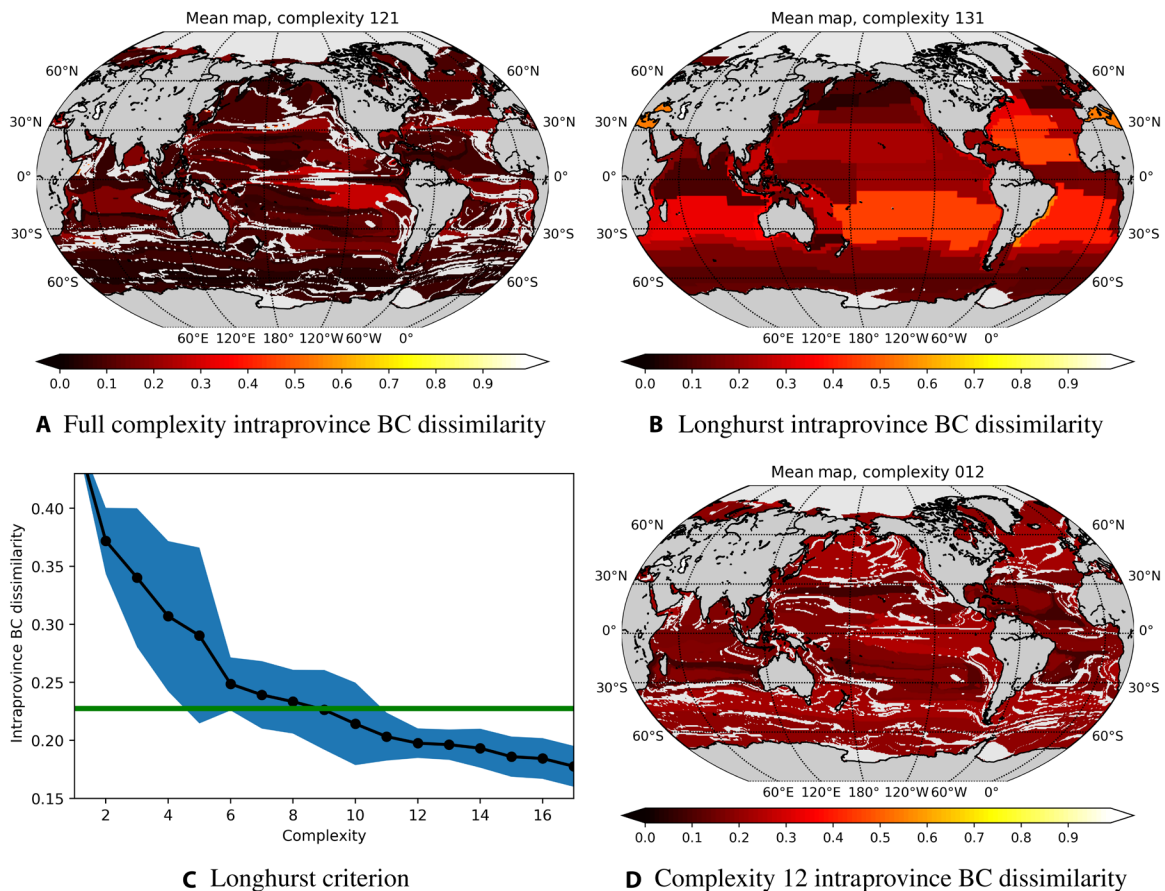 Mean map, complexity 121
60°N
60°N
30°N
30°N
0°
0°
30°S
30°S
60°S
60°S
60°E 120°E 180° 120°W 60°W 0°
0.0 0.1 0.2 0.3 0.4 0.5 0.6 0.7 0.8 0.9
A Full complexity intraprovince BC dissimilarity
Mean map, complexity 131
60°N
60°N
30°N
30°N
0°
0°
30°S
30°S
60°S
60°S
60°E 120°E 180° 120°W 60°W 0°
0.0 0.1 0.2 0.3 0.4 0.5 0.6 0.7 0.8 0.9
B Longhurst intraprovince BC dissimilarity
Intraprovince BC dissimilarity
0.40
0.35
0.30
0.25
0.20
0.15
2 4 6 8 10 12 14 16
Complexity
C Longhurst criterion
Mean map, complexity 012
60°N
60°N
30°N
30°N
0°
0°
30°S
30°S
60°S
60°S
60°E 120°E 180° 120°W 60°W 0°
0.0 0.1 0.2 0.3 0.4 0.5 0.6 0.7 0.8 0.9
D Complexity 12 intraprovince BC dissimilarity